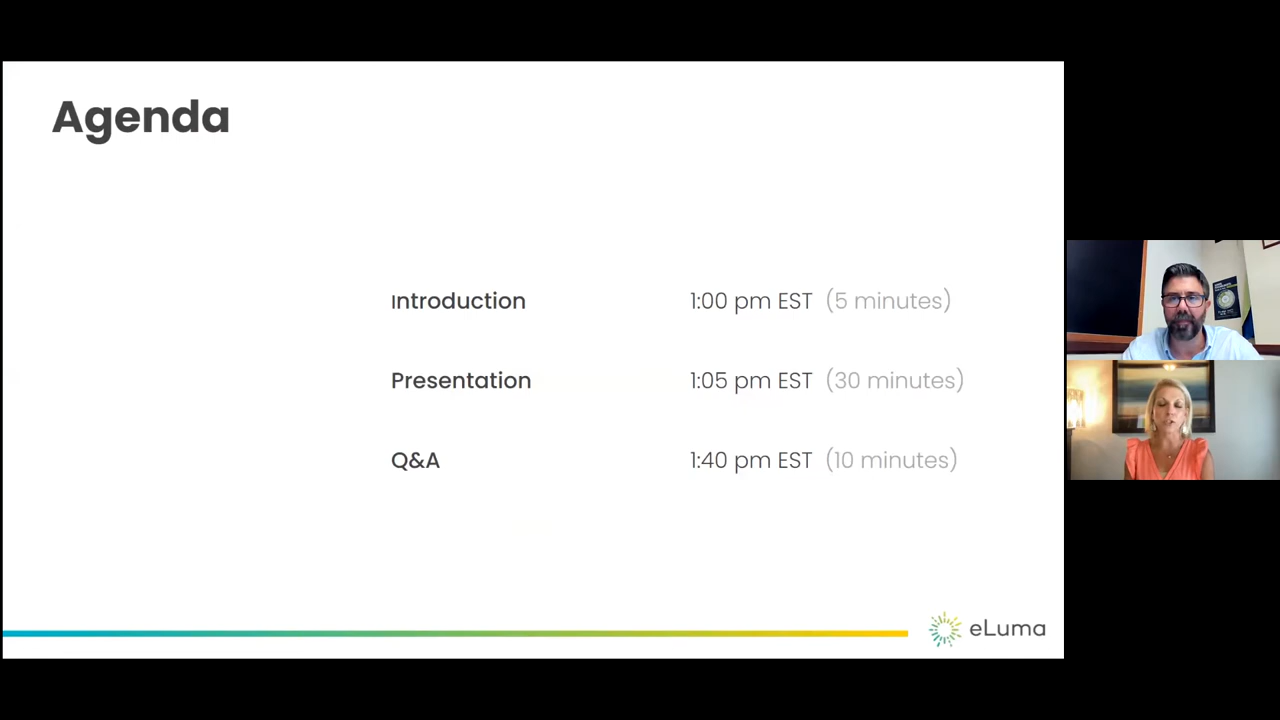 Agenda
Introduction 1:00 pm EST (5 minutes)
Presentation 1:05 pm EST (30 minutes)
Q&A 1:40 pm EST (10 minutes)
eLuma